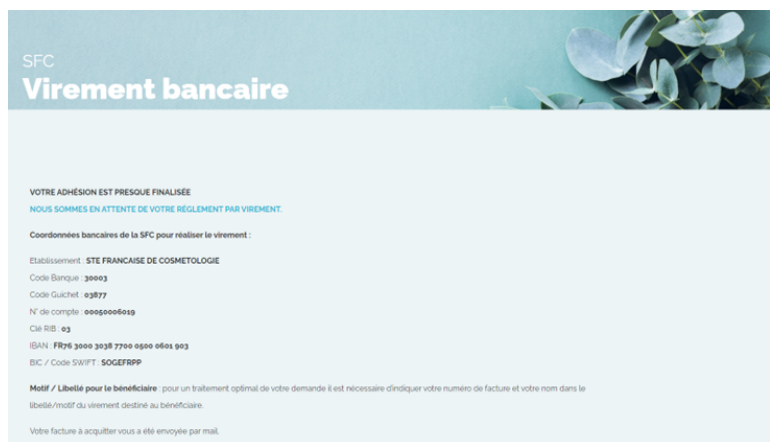 SFC
Virement bancaire
VOTRE ADHÉSION EST PRESQUE FINALISÉE
NOUS SOMMES EN ATTENTE DE VOTRE RÈGLEMENT PAR VIREMENT.
Coordonnées bancaires de la SFC pour réaliser le virement :
Etablissement : STE FRANCAISE DE COSMETOLOGIE
Code Banque : 30003
Code Guichet : 03877
N° de compte : 00050006019
Clé RIB : 03
IBAN : FR76 3000 3038 7700 0500 0601 903
BIC / Code SWIFT : SOGEFRPP
Motif / Libellé pour le bénéficiaire : pour un traitement optimal de votre demande il est nécessaire d'indiquer votre numéro de facture et votre nom dans le
libellé/motif du virement destiné au bénéficiaire.
Votre facture à acquitter vous a été envoyée par mail.